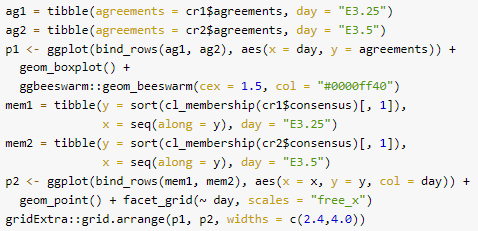 ag1 = tibble(agreements = cr1$agreements, day = "E3.25")
ag2 = tibble(agreements = cr2$agreements, day = "E3.5")
p1 <- ggplot(bind_rows(ag1, ag2), aes(x = day, y = agreements)) +
  geom_boxplot() +
  ggbeeswarm::geom_beeswarm(cex = 1.5, col = "#0000ff40")
mem1 = tibble(y = sort(cl_membership(cr1$consensus)[, 1]),
              x = seq(along = y), day = "E3.25")
mem2 = tibble(y = sort(cl_membership(cr2$consensus)[, 1]),
              x = seq(along = y), day = "E3.5")
p2 <- ggplot(bind_rows(mem1, mem2), aes(x = x, y = y, col = day)) +
  geom_point() + facet_grid(~ day, scales = "free_x")
gridExtra::grid.arrange(p1, p2, widths = c(2.4,4.0))